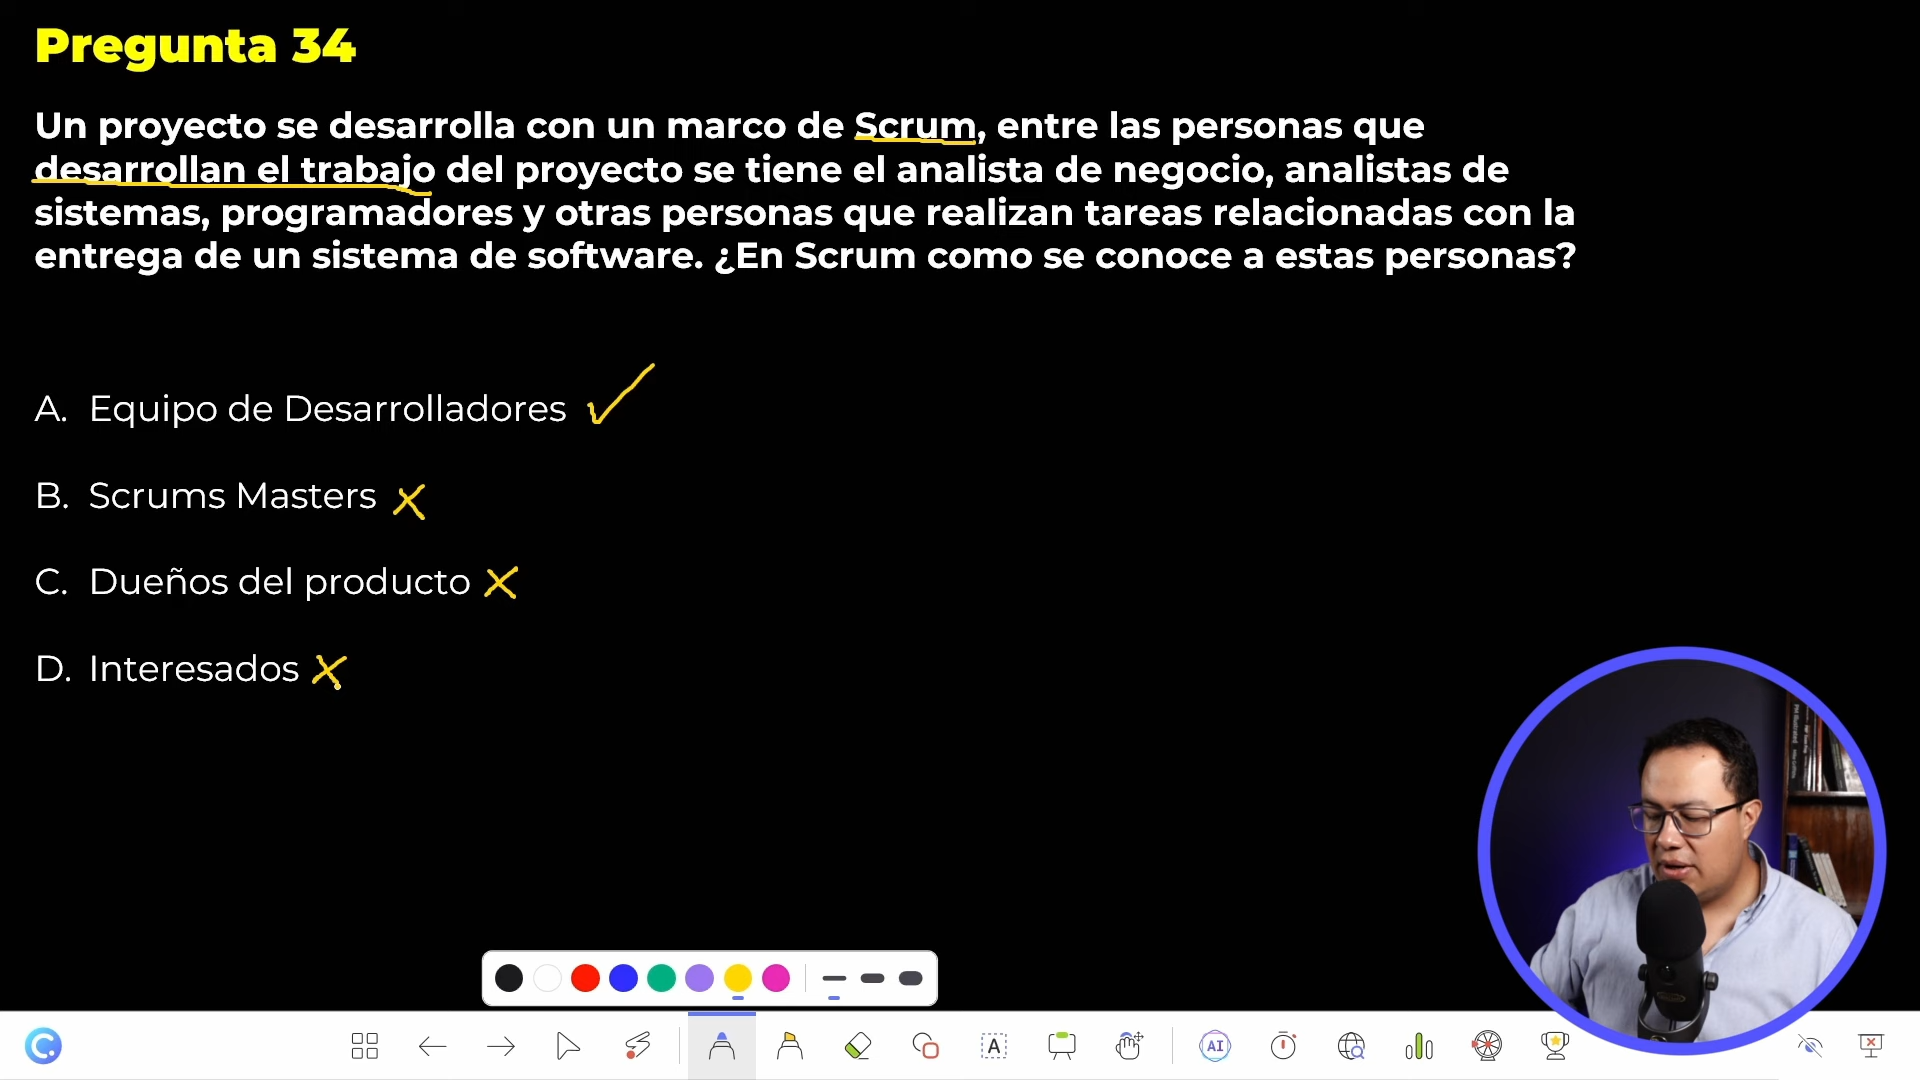 Pregunta 34
Un proyecto se desarrolla con un marco de Scrum, entre las personas que
desarrollan el trabajo del proyecto se tiene el analista de negocio, analistas de
sistemas, programadores y otras personas que realizan tareas relacionadas con la
entrega de un sistema de software. ¿En Scrum como se conoce a estas personas?
A. Equipo de Desarrolladores
B. Scrums Masters
C. Dueños del producto
D. Interesados
A
AI